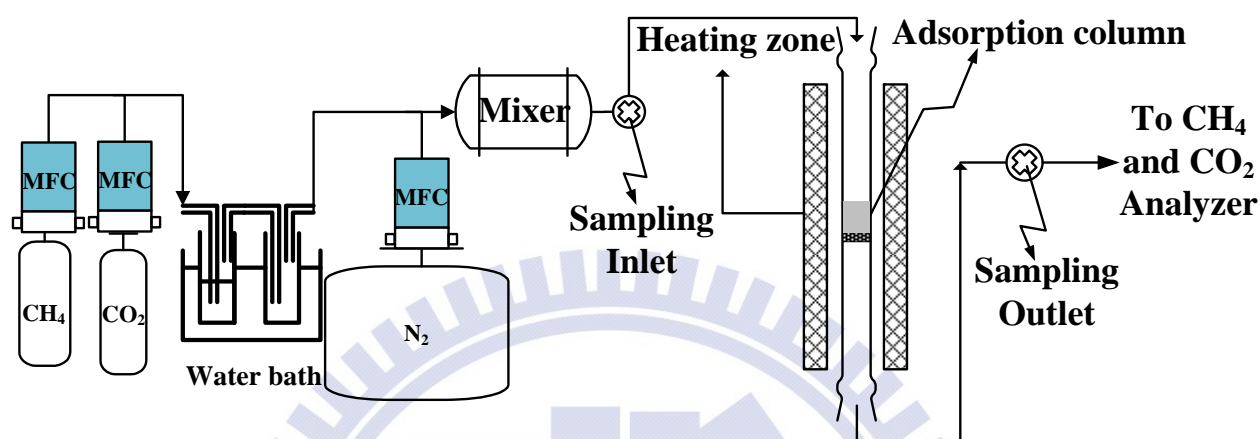 Heating zone
Adsorption column
Mixer
MFC
MFC
MFC
To CH₄
and CO₂
Analyzer
Sampling
Inlet
Sampling
Outlet
CH₄
CO₂
N₂
Water bath